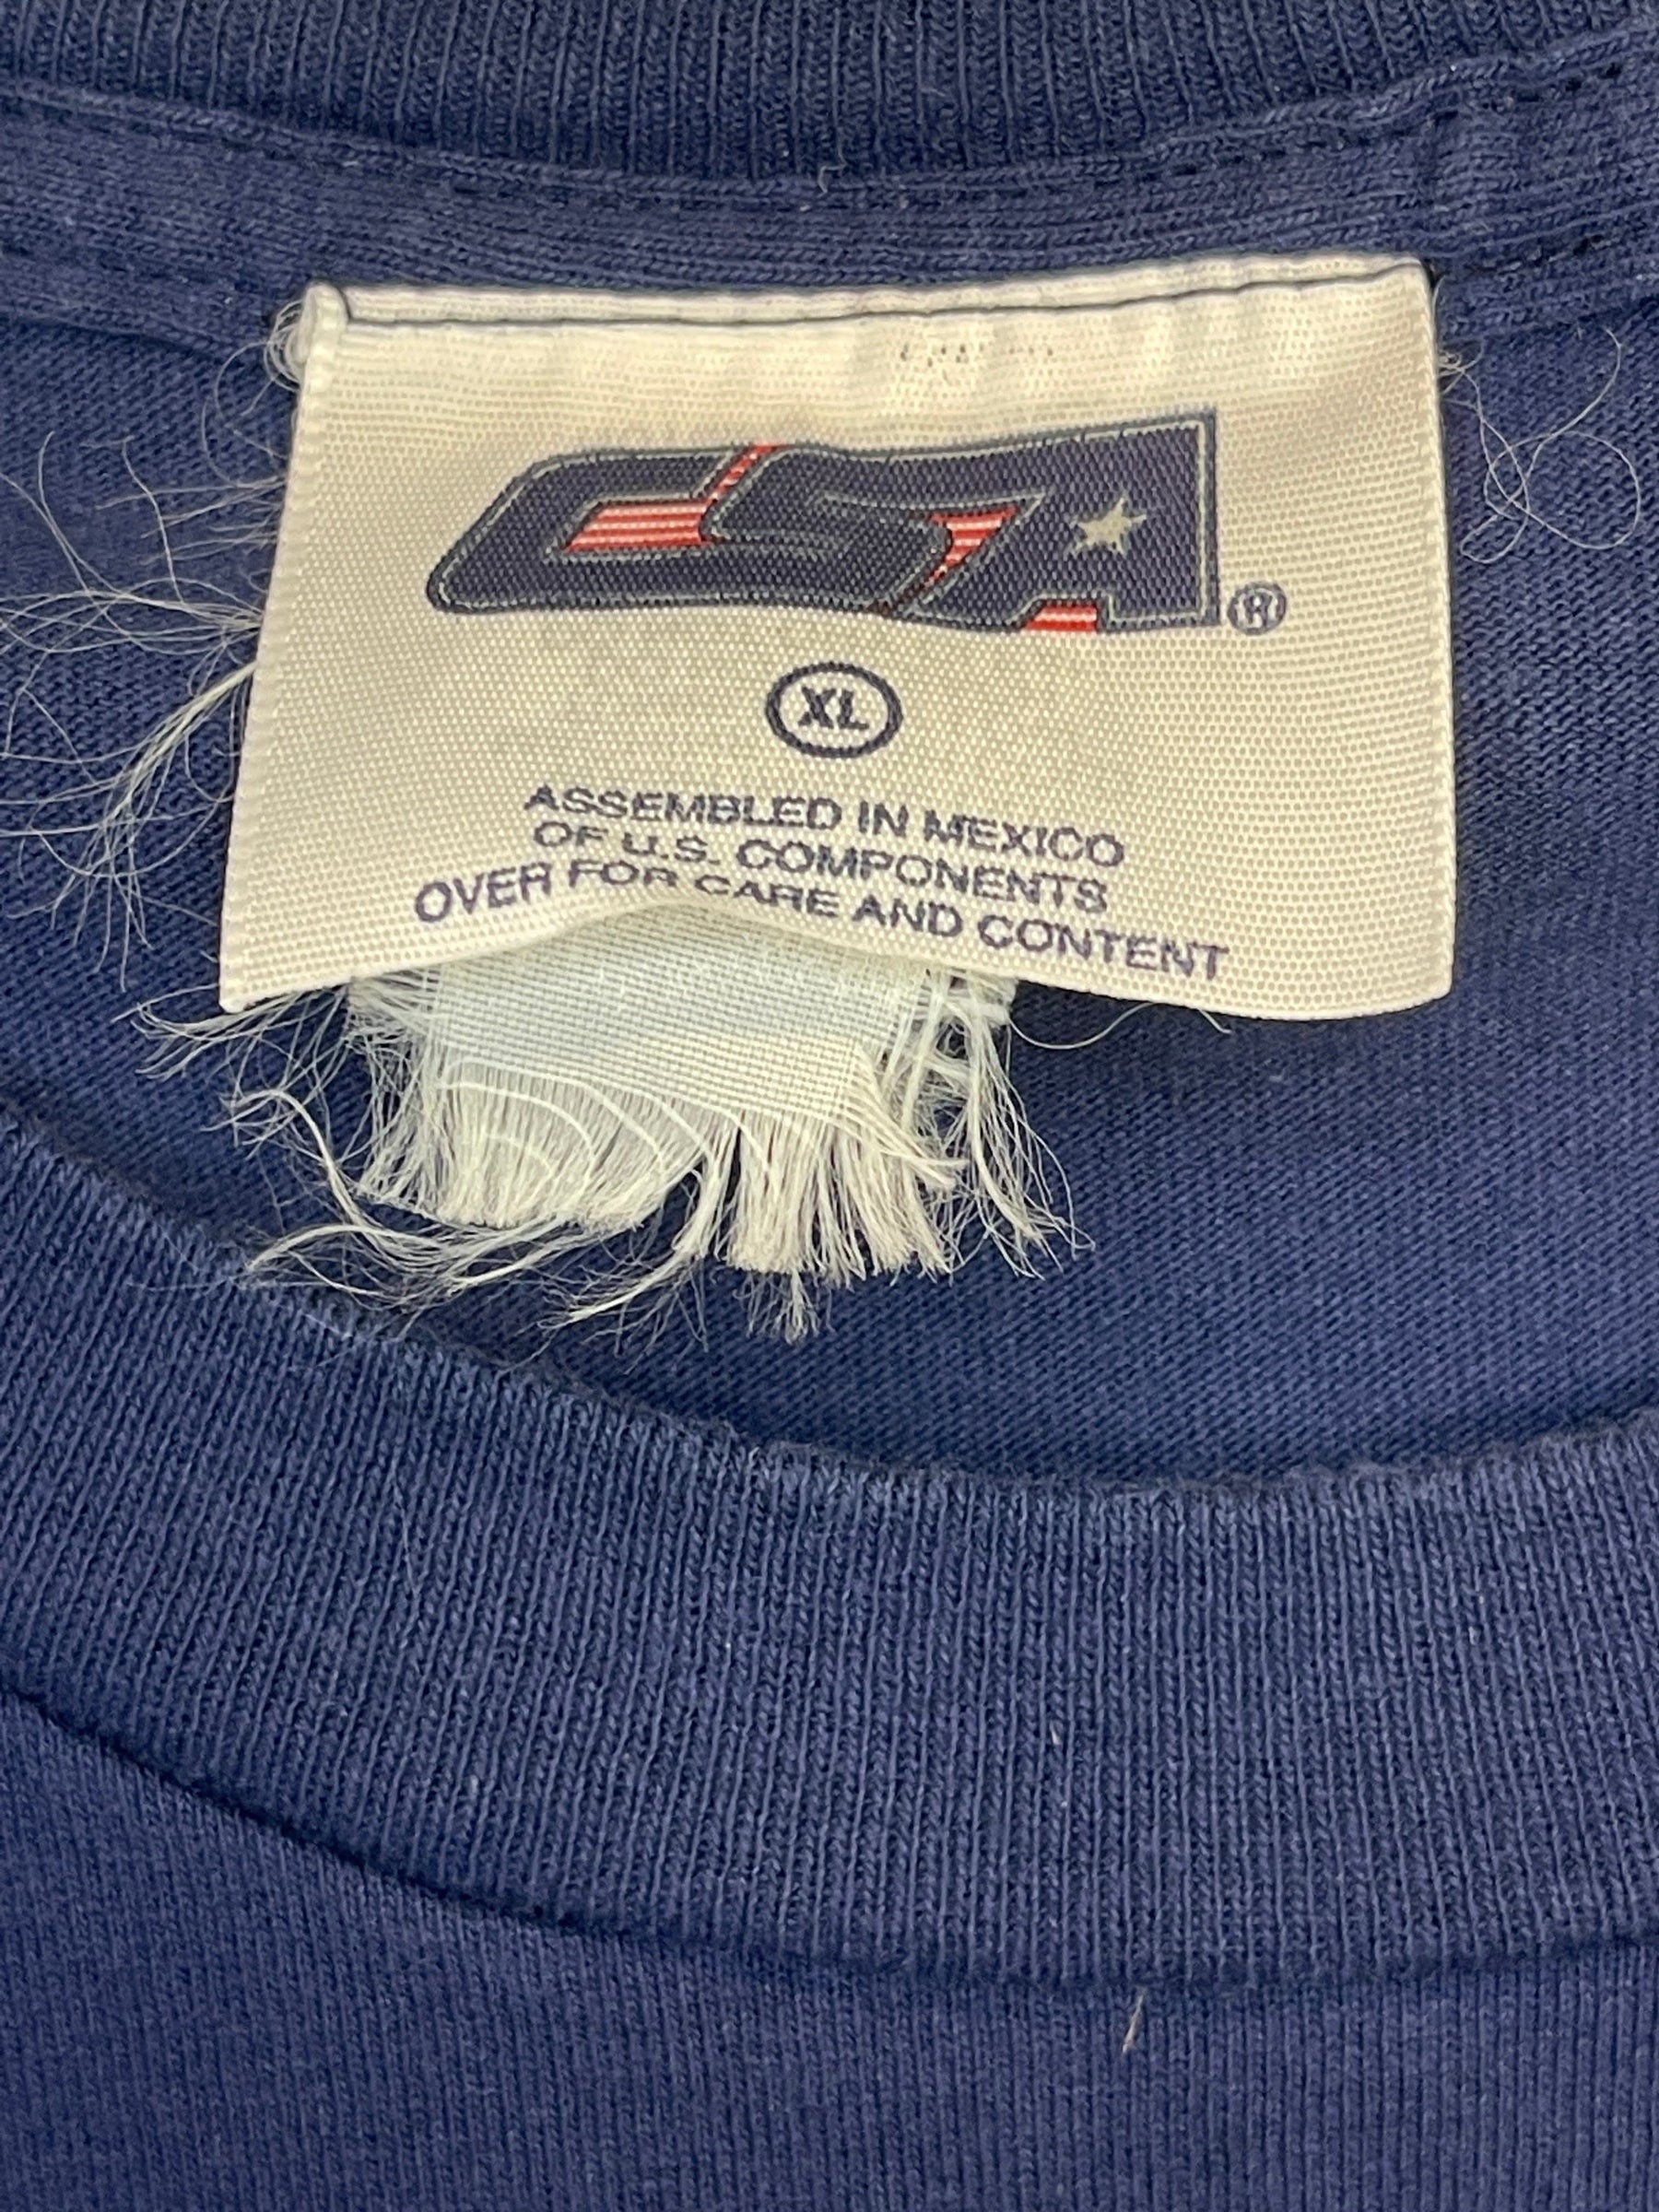 CSA ®
XL
ASSEMBLED IN MEXICO
OF U.S. COMPONENTS
OVER FOR CARE AND CONTENT